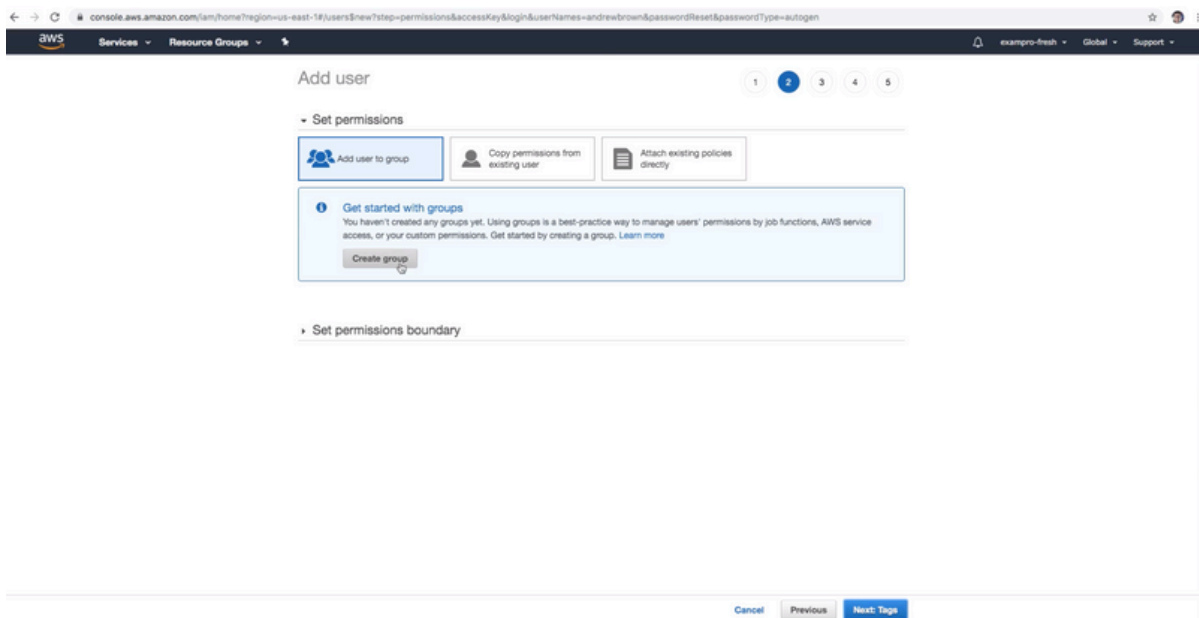 console.aws.amazon.com/iam/home?region=us-east-1#/users$new?step=permissions&accessKey&login&userNames=andrewbrown&passwordReset&passwordType=autogen
aws Services Resource Groups exampro-fresh Global Support
Add user 1 2 3 4 5
Set permissions
Add user to group Copy permissions from Attach existing policies
existing user directly
Get started with groups
You haven't created any groups yet. Using groups is a best-practice way to manage users' permissions by job functions, AWS service
access, or your custom permissions. Get started by creating a group. Learn more
Create group
Set permissions boundary
Cancel Previous Next: Tags